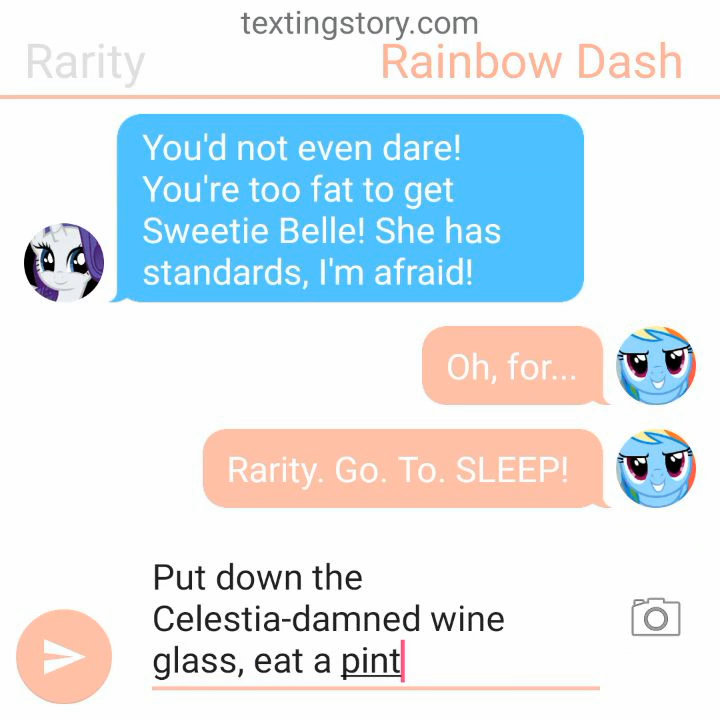 textingstory.com
Rarity
Rainbow Dash
You'd not even dare!
You're too fat to get
Sweetie Belle! She has
standards, I'm afraid!
Oh, for...
Rarity. Go. To. SLEEP!
Put down the
Celestia-damned wine
glass, eat a pint